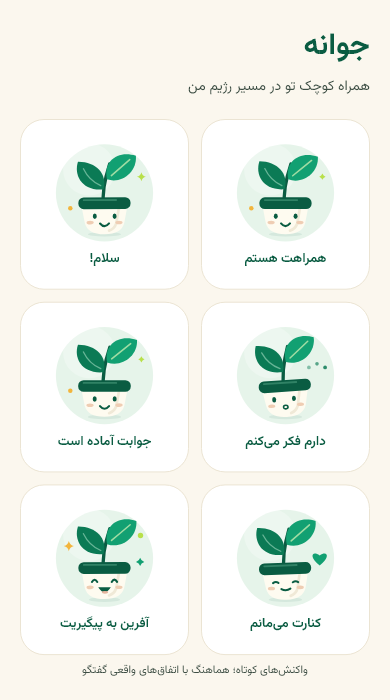 جوانه
همراه کوچک تو در مسیر رژیم من
همراهت هستم
سلام!
دارم فکر می‌کنم
جوابت آماده است
کنارت می‌مانم
آفرین به پیگیریت
واکنش‌های کوتاه؛ هماهنگ با اتفاق‌های واقعی گفتگو